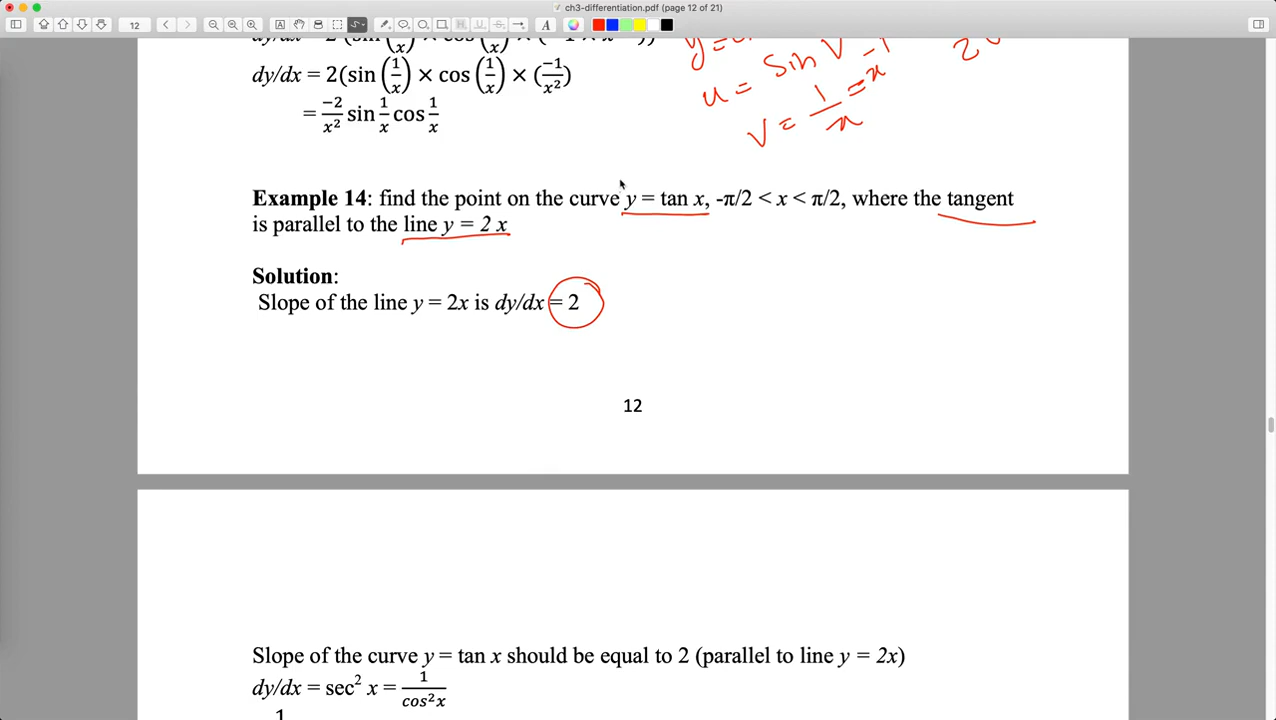 ch3-differentiation.pdf (page 12 of 21)
12
dy/dx = 2(sin (1/x) × cos (1/x) × (−1/x²)
= −2/x² sin 1/x cos 1/x
u = sin v
v = 1/x = x⁻¹
Example 14: find the point on the curve y = tan x, -π/2 < x < π/2, where the tangent
is parallel to the line y = 2 x
Solution:
Slope of the line y = 2x is dy/dx = 2
12
Slope of the curve y = tan x should be equal to 2 (parallel to line y = 2x)
dy/dx = sec² x = 1/cos²x
1